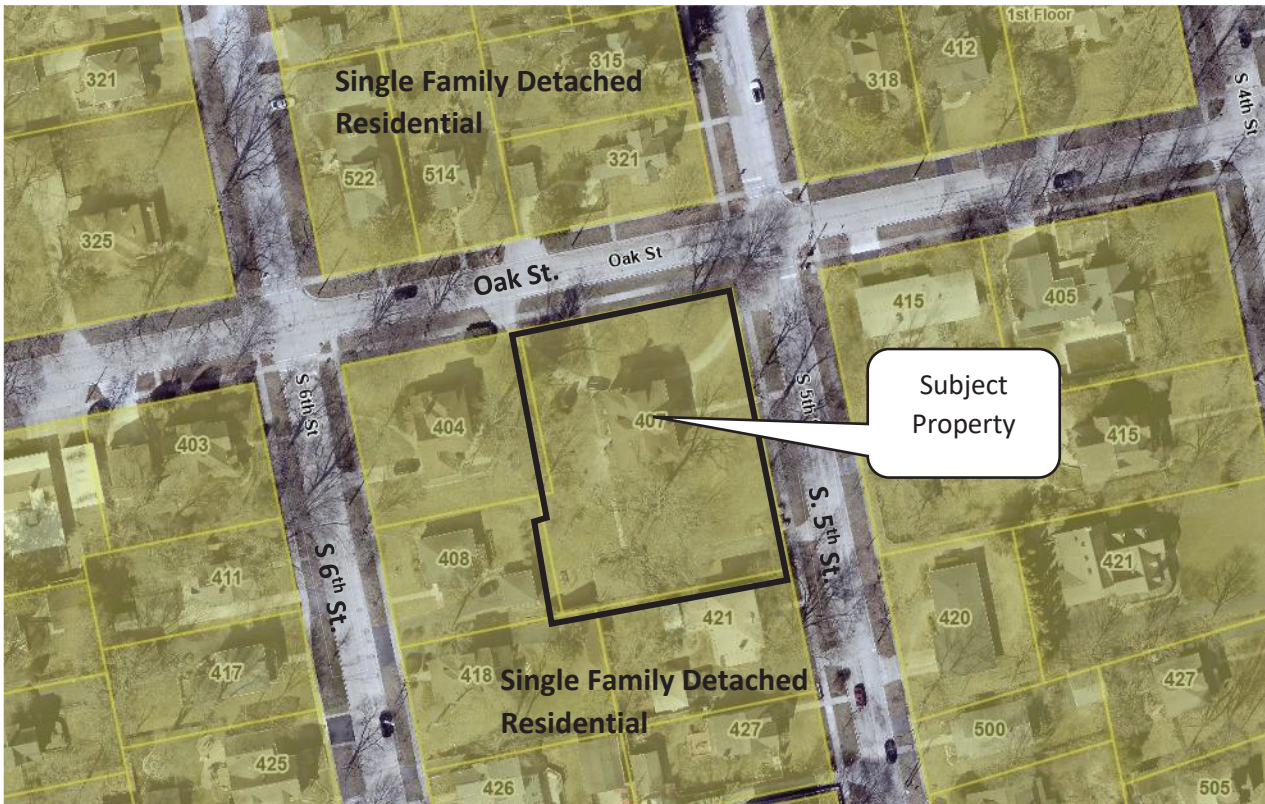 1st Floor
321
Single Family Detached
Residential
315
318
412
S 4th St
522
514
321
325
Oak St.
Oak St
415
405
S 6th St
S 5th
Subject
Property
403
404
407
415
408
S 6th St.
S. 5th St.
411
421
420
421
417
418
Single Family Detached
Residential
427
427
500
425
426
505